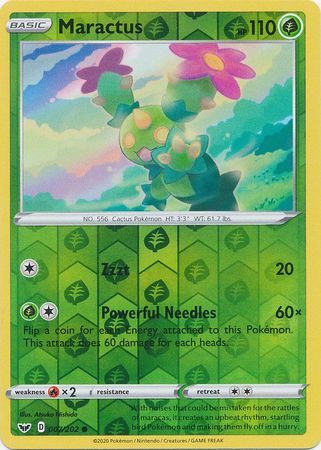 BASIC Maractus HP 110
NO. 556 Cactus Pokémon HT: 3'3" WT: 61.7 lbs.
Zzzt 20
Powerful Needles 60×
Flip a coin for each Energy attached to this Pokémon.
This attack does 60 damage for each heads.
weakness ×2 resistance retreat
Illus. Atsuko Nishida
D 007/202
With noises that could be mistaken for the rattles
of maracas, it creates an upbeat rhythm, startling
bird Pokémon and making them fly off in a hurry.
©2020 Pokémon / Nintendo / Creatures / GAME FREAK